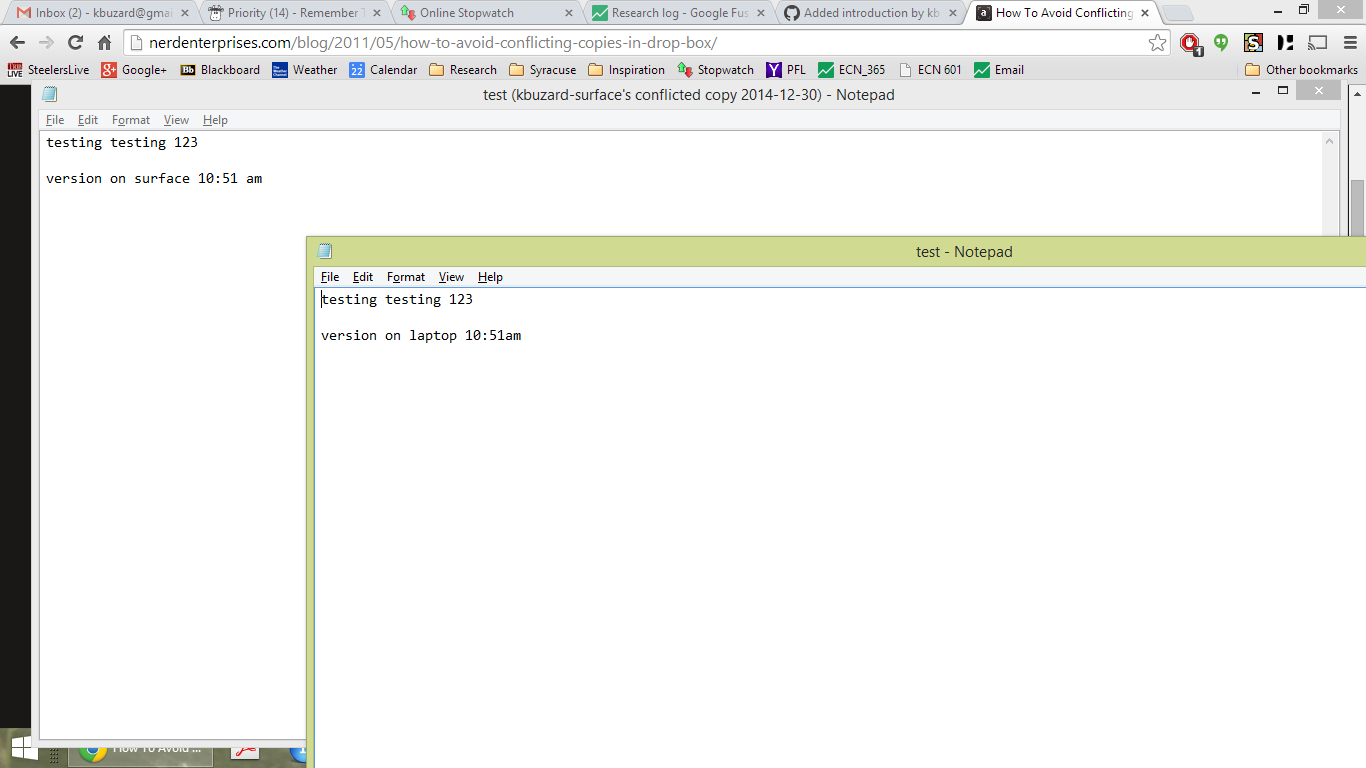 Inbox (2) - kbuzard@gmai
Priority (14) - Remember T
Online Stopwatch
Research log - Google Fus
Added introduction by kb
How To Avoid Conflicting
nerdenterprises.com/blog/2011/05/how-to-avoid-conflicting-copies-in-drop-box/
1
SteelersLive
Google+
Bb Blackboard
Weather
22 Calendar
Research
Syracuse
Inspiration
Stopwatch
PFL
ECN_365
ECN 601
Email
Other bookmarks
test (kbuzard-surface's conflicted copy 2014-12-30) - Notepad
File Edit Format View Help
testing testing 123
version on surface 10:51 am
test - Notepad
File Edit Format View Help
testing testing 123
version on laptop 10:51am
How To Avoid ...